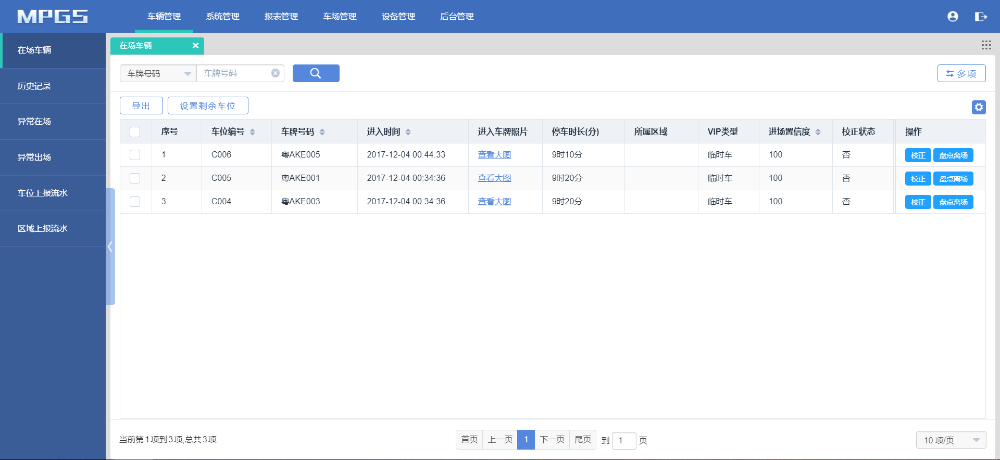 MPGS 车辆管理 系统管理 报表管理 车场管理 设备管理 后台管理
在场车辆
历史记录
异常在场
异常出场
车位上报流水
区域上报流水
在场车辆
车牌号码 车牌号码 多项
导出 设置剩余车位
序号 车位编号 车牌号码 进入时间 进入车牌照片 停车时长(分) 所属区域 VIP类型 进场置信度 校正状态 操作
1 C006 粤AKE005 2017-12-04 00:44:33 查看大图 9时10分 临时车 100 否 校正 盘点离场
2 C005 粤AKE001 2017-12-04 00:34:36 查看大图 9时20分 临时车 100 否 校正 盘点离场
3 C004 粤AKE003 2017-12-04 00:34:36 查看大图 9时20分 临时车 100 否 校正 盘点离场
当前第1项到3项,总共3项 首页 上一页 1 下一页 尾页 到 1 页 10 项/页